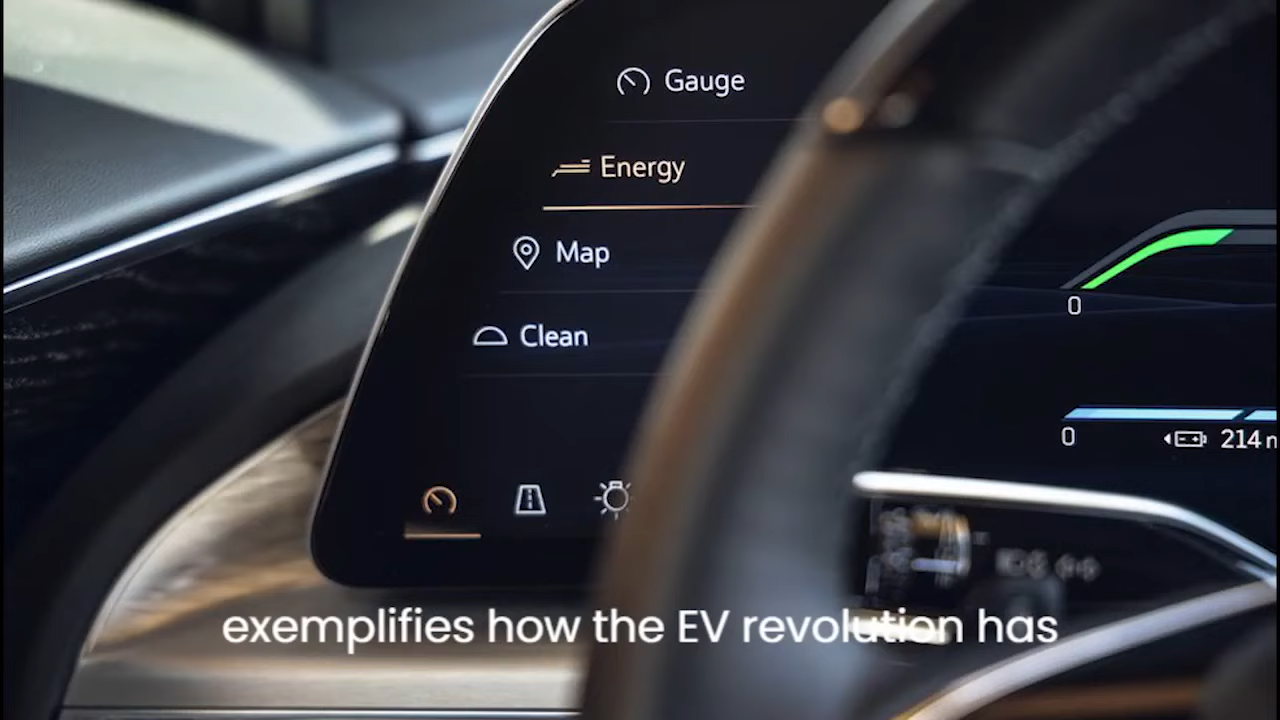 Gauge
Energy
Map
Clean
0
0
214 m
exemplifies how the EV revolution has